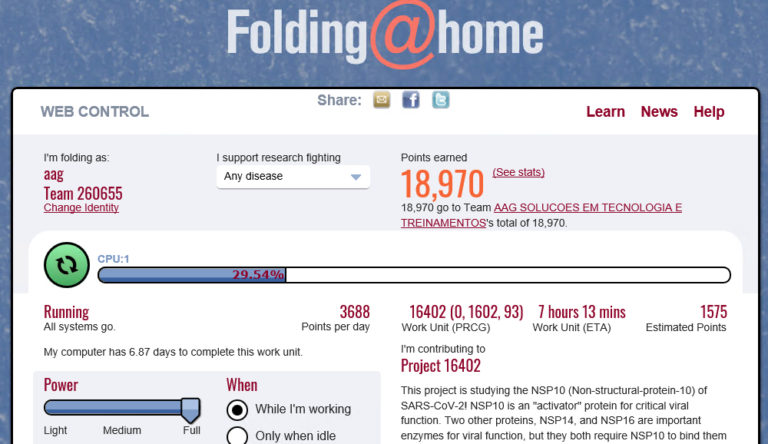 Folding@home
Share:
WEB CONTROL
Learn News Help
I'm folding as:
aag
Team 260655
Change Identity
I support research fighting
Any disease
Points earned
18,970 (See stats)
18,970 go to Team AAG SOLUCOES EM TECNOLOGIA E
TREINAMENTOS's total of 18,970.
CPU:1
29.54%
Running
All systems go.
3688
Points per day
My computer has 6.87 days to complete this work unit.
16402 (0, 1602, 93)
Work Unit (PRCG)
7 hours 13 mins
Work Unit (ETA)
1575
Estimated Points
I'm contributing to
Project 16402
This project is studying the NSP10 (Non-structural-protein-10) of
SARS-CoV-2! NSP10 is an "activator" protein for critical viral
function. Two other proteins, NSP14, and NSP16 are important
enzymes for viral function, but they both require NSP10 to bind them
Power
Light Medium Full
When
While I'm working
Only when idle